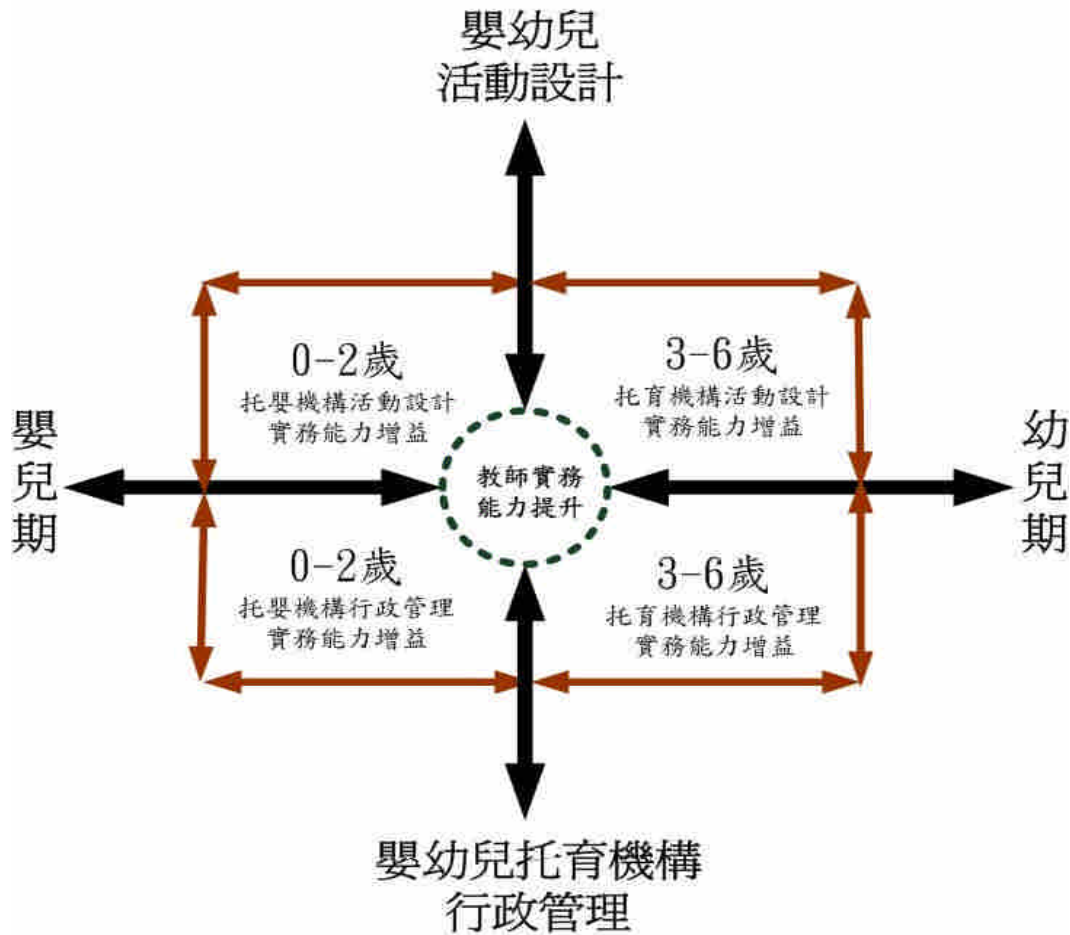 嬰幼兒
活動設計
0-2歲
托嬰機構活動設計
實務能力增益
3-6歲
托育機構活動設計
實務能力增益
嬰兒期
教師實務
能力提升
幼兒期
0-2歲
托嬰機構行政管理
實務能力增益
3-6歲
托育機構行政管理
實務能力增益
嬰幼兒托育機構
行政管理